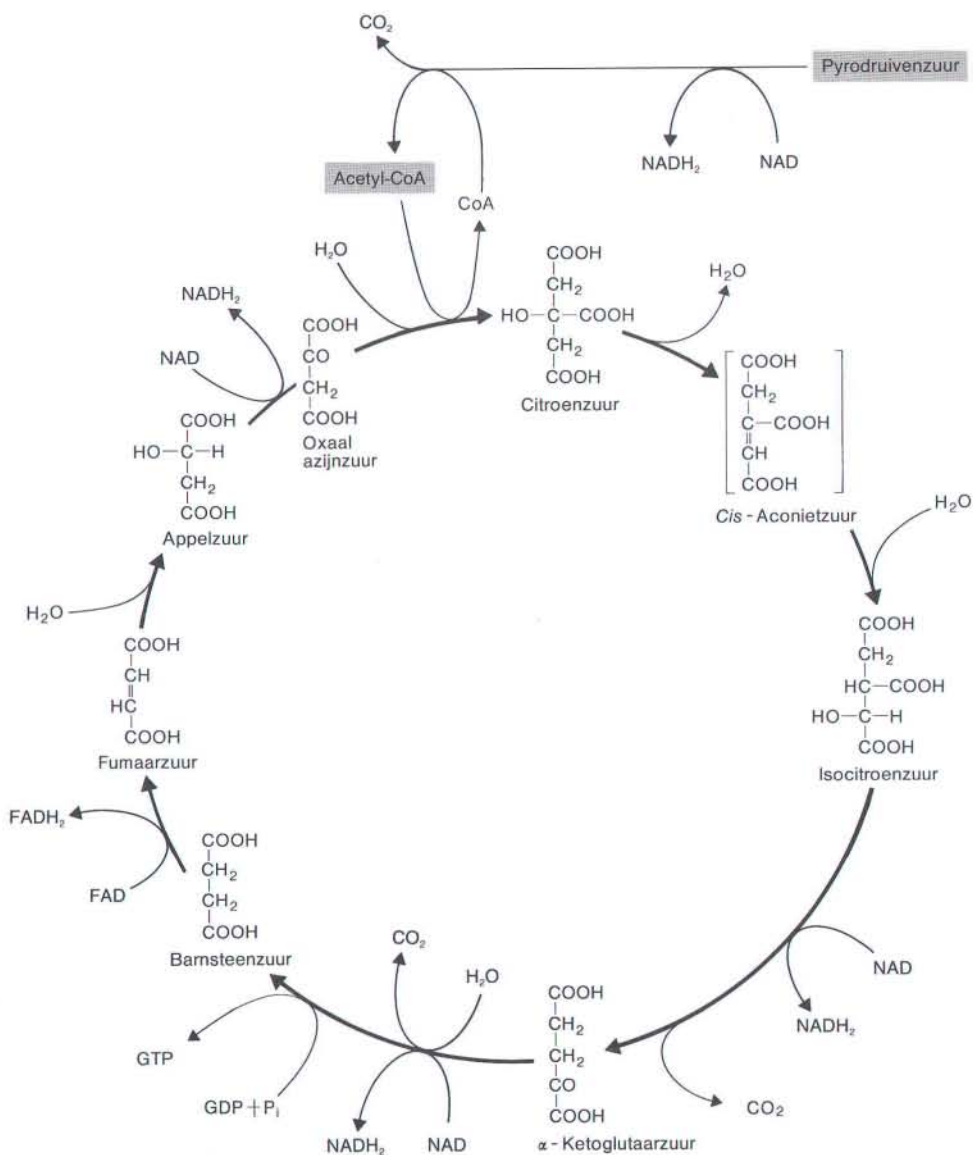 CO₂
Pyrodruivenzuur
NADH₂
NAD
Acetyl-CoA
CoA
H₂O
COOH
CH₂
HO—C—COOH
CH₂
COOH
Citroenzuur
H₂O
COOH
CH₂
C—COOH
CH
COOH
Cis - Aconietzuur
H₂O
COOH
CH₂
HC—COOH
HO—C—H
COOH
Isocitroenzuur
NAD
NADH₂
CO₂
COOH
CH₂
CH₂
CO
COOH
α - Ketoglutaarzuur
H₂O
CO₂
NAD
NADH₂
GDP+Pᵢ
GTP
COOH
CH₂
CH₂
COOH
Barnsteenzuur
FAD
FADH₂
COOH
CH
HC
COOH
Fumaarzuur
H₂O
COOH
HO—C—H
CH₂
COOH
Appelzuur
NAD
NADH₂
COOH
CO
CH₂
COOH
Oxaal
azijnzuur